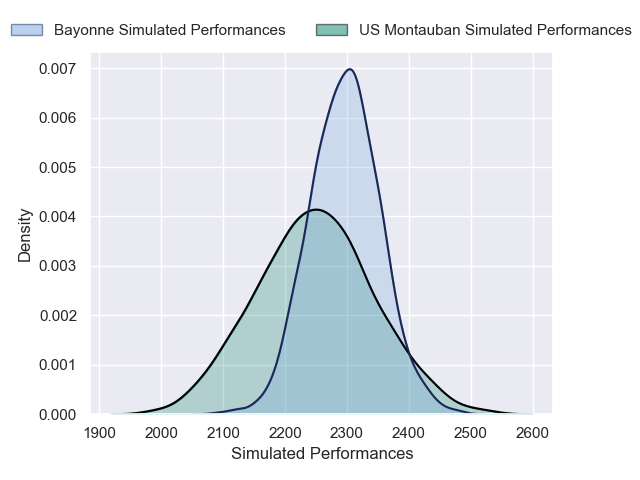 Bayonne Simulated Performances
US Montauban Simulated Performances
0.007
0.006
0.005
0.004
0.003
0.002
0.001
0.000
Density
1900 2000 2100 2200 2300 2400 2500 2600
Simulated Performances